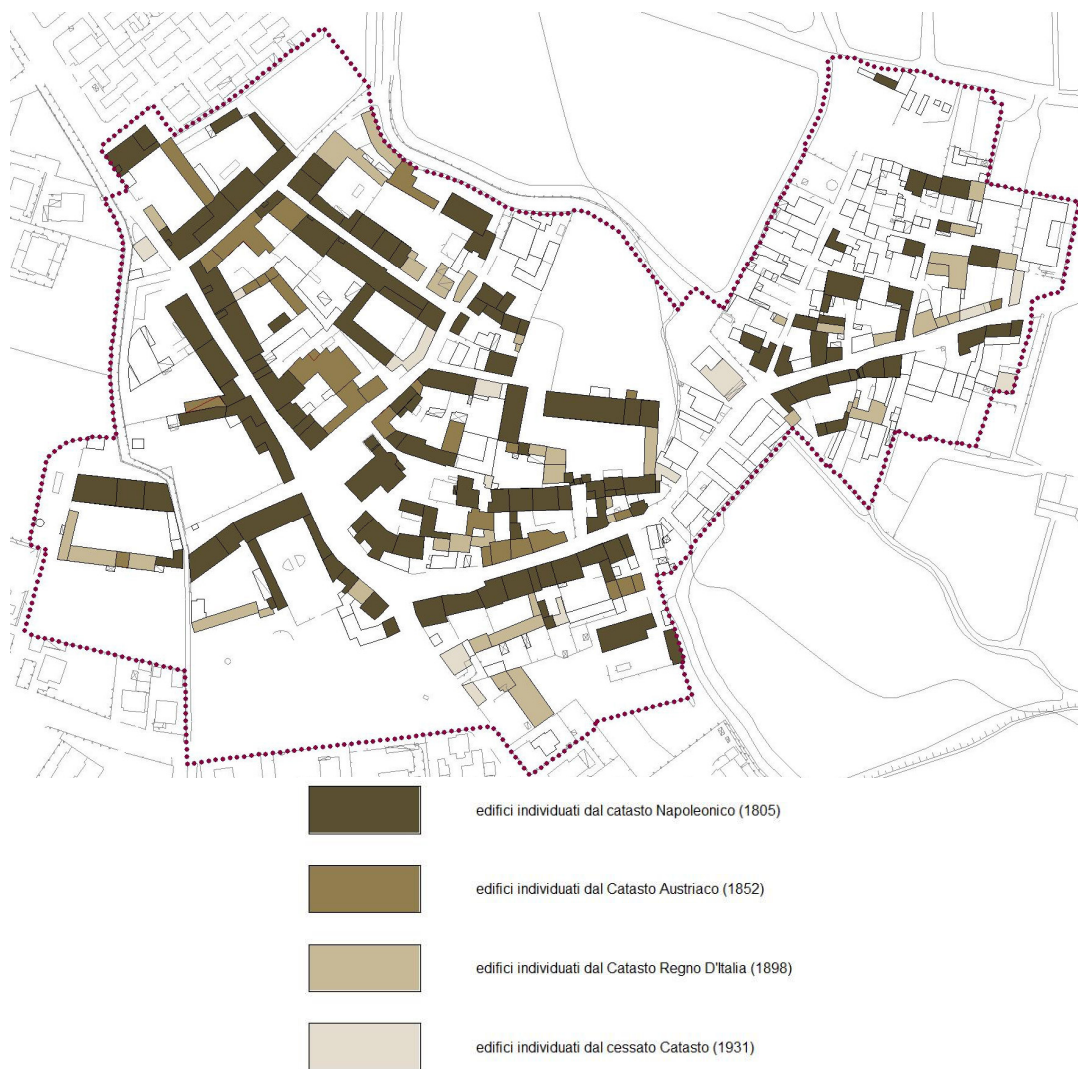 edifici individuati dal catasto Napoleonico (1805)
edifici individuati dal Catasto Austriaco (1852)
edifici individuati dal Catasto Regno D'Italia (1898)
edifici individuati dal cessato Catasto (1931)